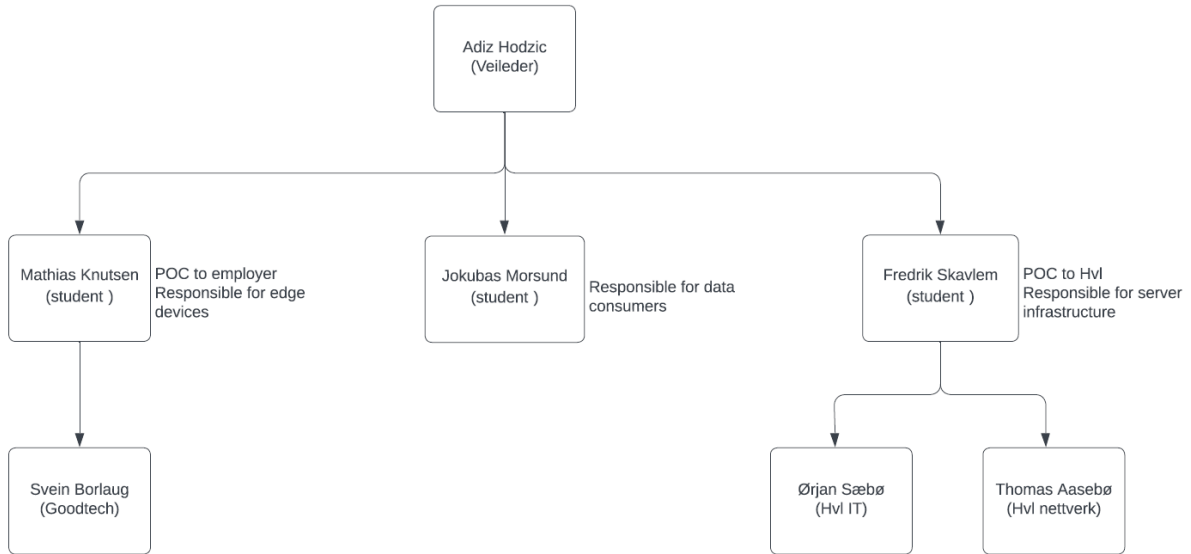 Adiz Hodzic
(Veileder)
Mathias Knutsen
(student )
POC to employer
Responsible for edge
devices
Jokubas Morsund
(student )
Responsible for data
consumers
Fredrik Skavlem
(student )
POC to Hvl
Responsible for server
infrastructure
Svein Borlaug
(Goodtech)
Ørjan Sæbø
(Hvl IT)
Thomas Aasebø
(Hvl nettverk)